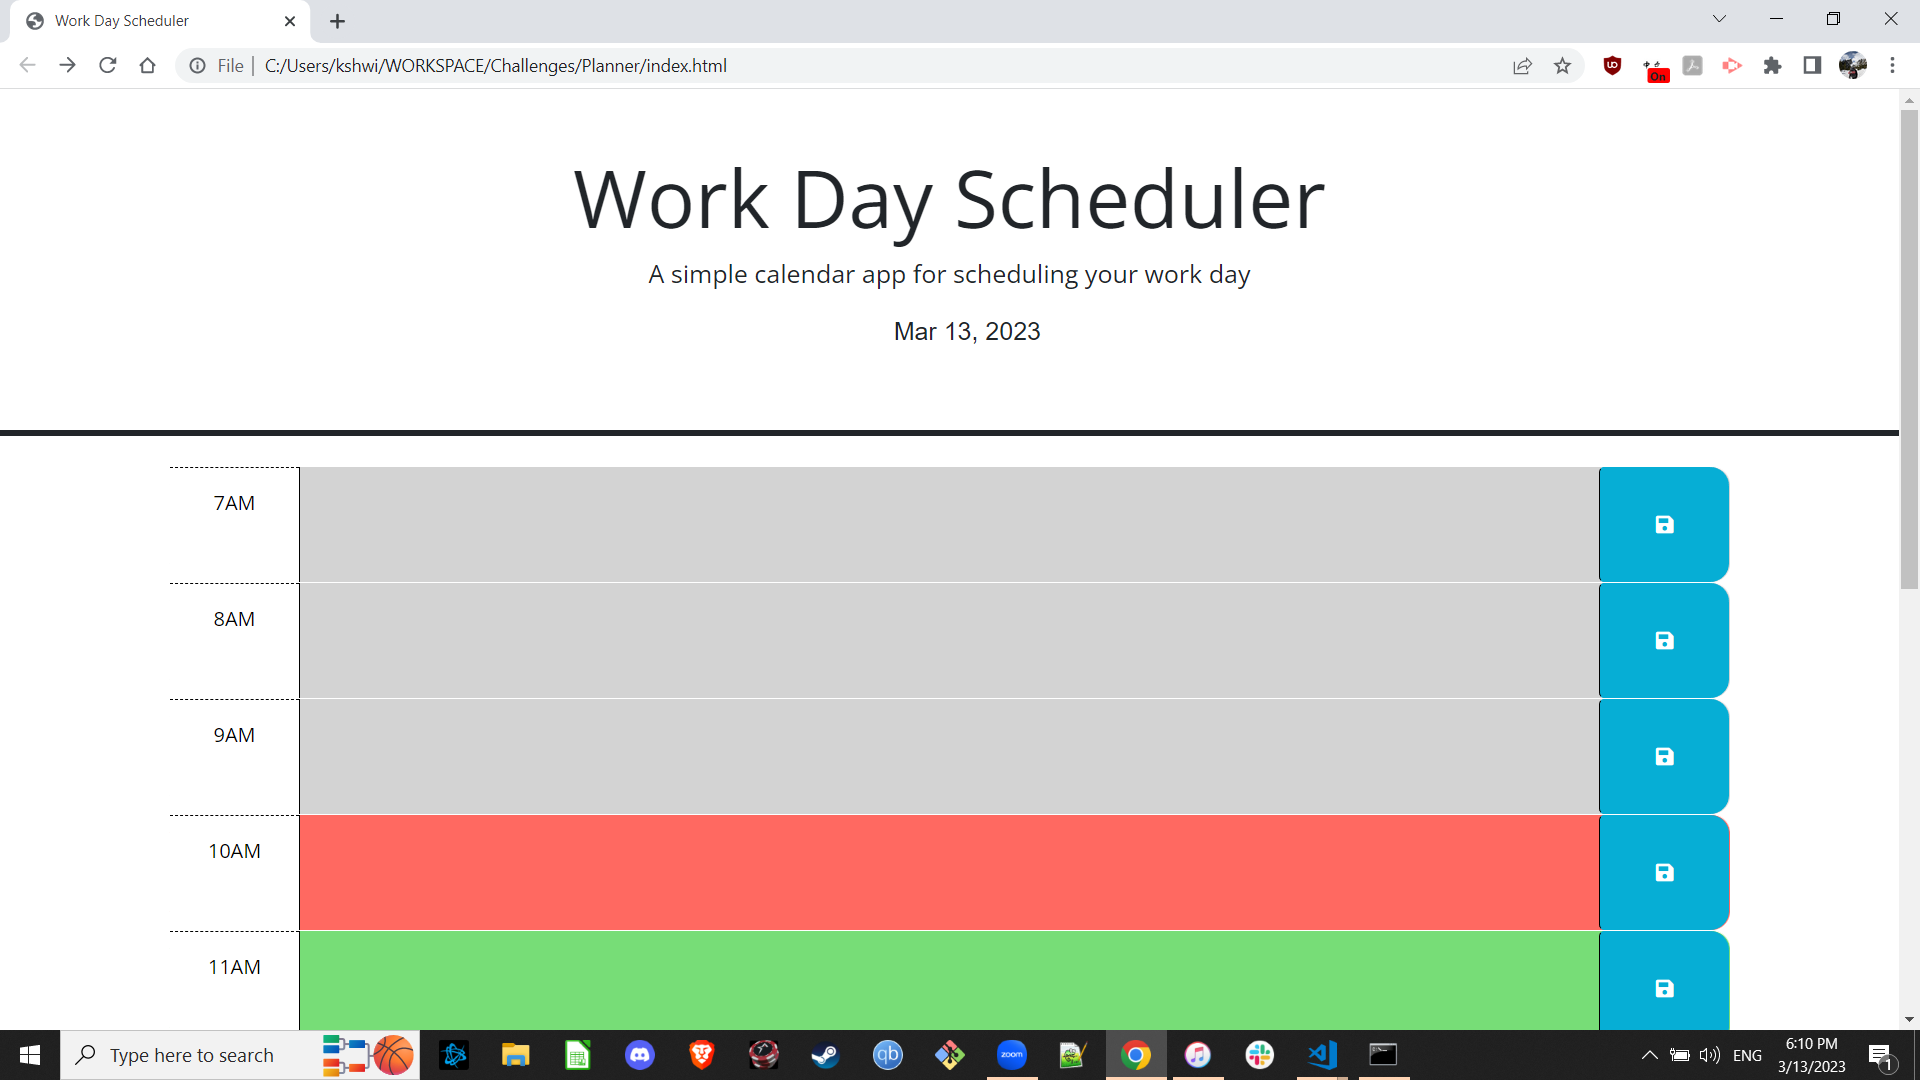 Work Day Scheduler
File | C:/Users/kshwi/WORKSPACE/Challenges/Planner/index.html
On
Work Day Scheduler
A simple calendar app for scheduling your work day
Mar 13, 2023
7AM
8AM
9AM
10AM
11AM
Type here to search
qb
zoom
ENG
6:10 PM
3/13/2023
1